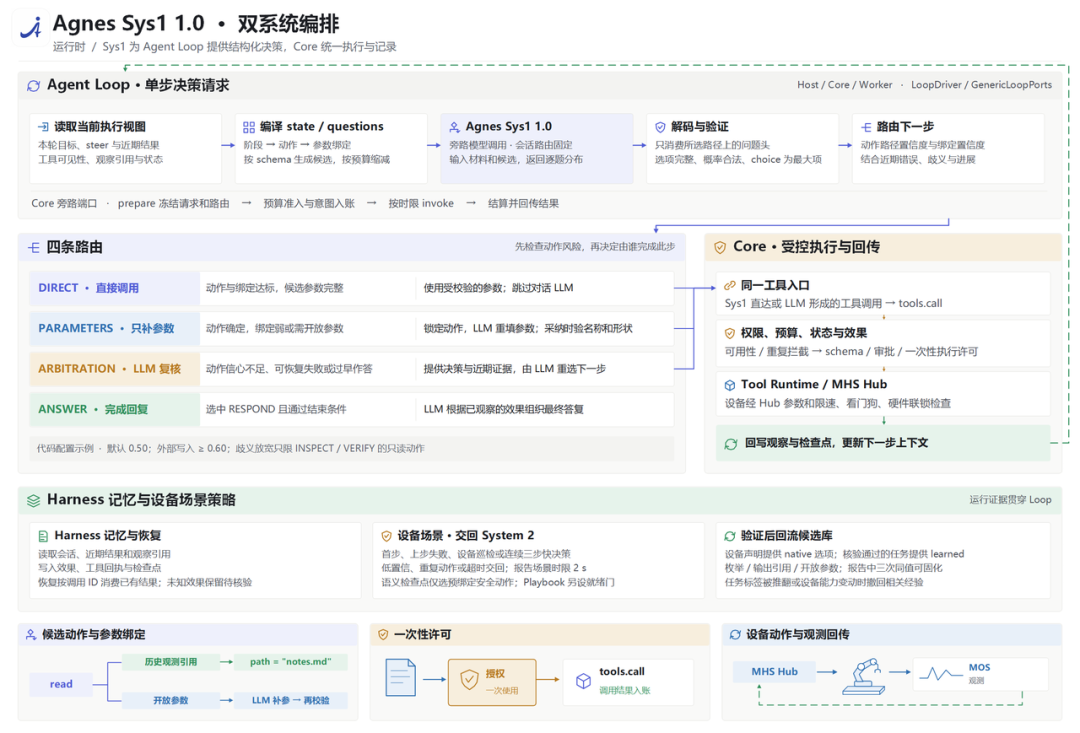 Agnes Sys1 1.0 • 双系统编排
运行时 / Sys1 为 Agent Loop 提供结构化决策，Core 统一执行与记录
Agent Loop • 单步决策请求
Host / Core / Worker · LoopDriver / GenericLoopPorts
读取当前执行视图
本轮目标、steer 与近期结果
工具可见性、观察引用与状态
编译 state / questions
阶段 → 动作 → 参数绑定
按 schema 生成候选，按预算缩减
Agnes Sys1 1.0
旁路模型调用 · 会话路由固定
输入材料和候选，返回逐题分布
解码与验证
只消费所选路径上的问题头
选项完整、概率合法、choice 为最大项
路由下一步
动作路径置信度与绑定置信度
结合近期错误、歧义与进展
Core 旁路端口 · prepare 冻结请求和路由 → 预算准入与意图入账 → 按时限 invoke → 结算并回传结果
四条路由
先检查动作风险，再决定由谁完成此步
DIRECT • 直接调用
动作与绑定达标，候选参数完整
使用受校验的参数；跳过对话 LLM
PARAMETERS • 只补参数
动作确定，绑定弱或需开放参数
锁定动作，LLM 重填参数；采纳时验名称和形状
ARBITRATION • LLM 复核
动作信心不足、可恢复失败或过早作答
提供决策与近期证据，由 LLM 重选下一步
ANSWER • 完成回复
选中 RESPOND 且通过结束条件
LLM 根据已观察的效果组织最终答复
代码配置示例 · 默认 0.50；外部写入 ≥ 0.60；歧义放宽只限 INSPECT / VERIFY 的只读动作
Core • 受控执行与回传
同一工具入口
Sys1 直达或 LLM 形成的工具调用 → tools.call
权限、预算、状态与效果
可用性 / 重复拦截 → schema / 审批 / 一次性执行许可
Tool Runtime / MHS Hub
设备经 Hub 参数和限速、看门狗、硬件联锁检查
回写观察与检查点，更新下一步上下文
Harness 记忆与设备场景策略
运行证据贯穿 Loop
Harness 记忆与恢复
读取会话、近期结果和观察引用
写入效果、工具回执与检查点
恢复按调用 ID 消费已有结果；未知效果保留待核验
设备场景 • 交回 System 2
首步、上步失败、设备巡检或连续三步快决策
低置信、重复动作或超时交回；报告场景时限 2 s
语义检查点仅选预绑定安全动作；Playbook 另设就绪门
验证后回流候选库
设备声明提供 native 选项；核验通过的任务提供 learned
枚举 / 输出引用 / 开放参数；报告中三次同值可固化
任务标签被推翻或设备能力变动时撤回相关经验
候选动作与参数绑定
read
历史观测引用
path = "notes.md"
开放参数
LLM 补参 → 再校验
一次性许可
授权
一次使用
tools.call
调用结果入账
设备动作与观测回传
MHS Hub
MOS
观测